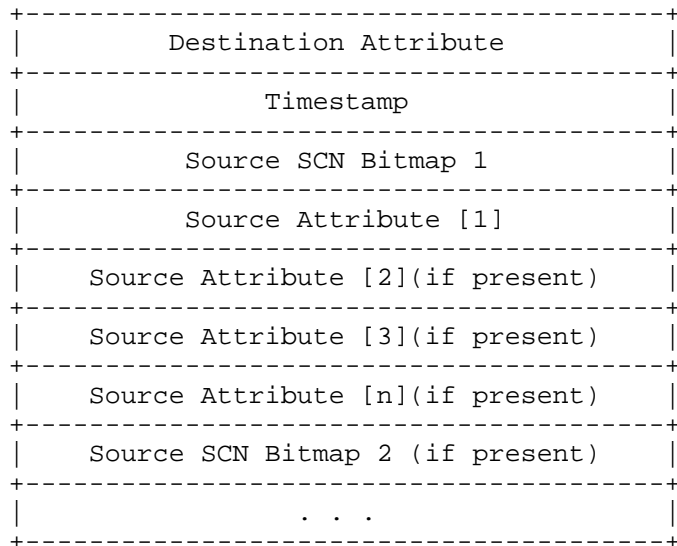 Destination Attribute
Timestamp
Source SCN Bitmap 1
Source Attribute [1]
Source Attribute [2](if present)
Source Attribute [3](if present)
Source Attribute [n](if present)
Source SCN Bitmap 2 (if present)
. . .